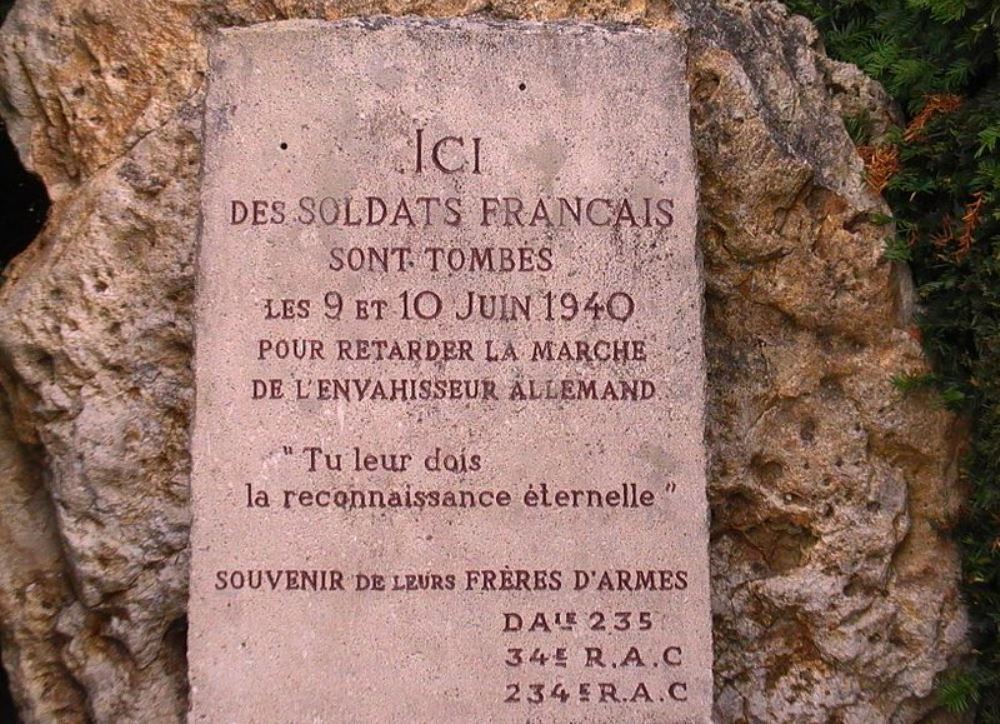 ICI
DES SOLDATS FRANCAIS
SONT TOMBES
LES 9 ET 10 JUIN 1940
POUR RETARDER LA MARCHE
DE L'ENVAHISSEUR ALLEMAND
"Tu leur dois
la reconnaissance éternelle"
SOUVENIR DE LEURS FRÈRES D'ARMES
DAIE 235
34E R.A.C
234E R.A.C